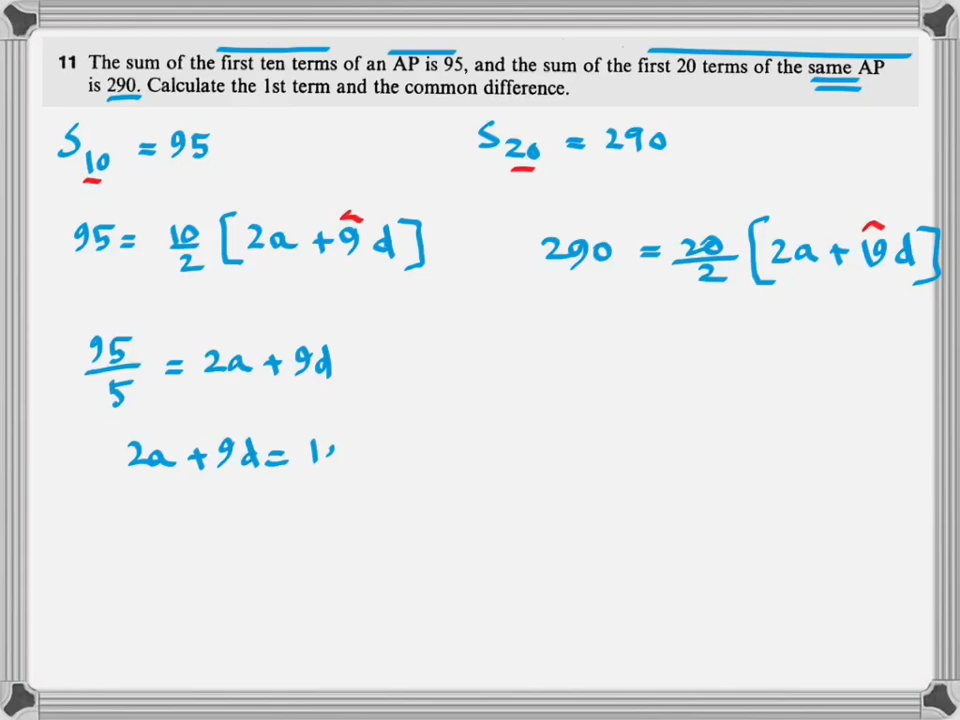 11 The sum of the first ten terms of an AP is 95, and the sum of the first 20 terms of the same AP
is 290. Calculate the 1st term and the common difference.
S₁₀ = 95
S₂₀ = 290
95 = 10/2 [2a + 9d]
290 = 20/2 [2a + 19d]
95/5 = 2a + 9d
2a + 9d = 1